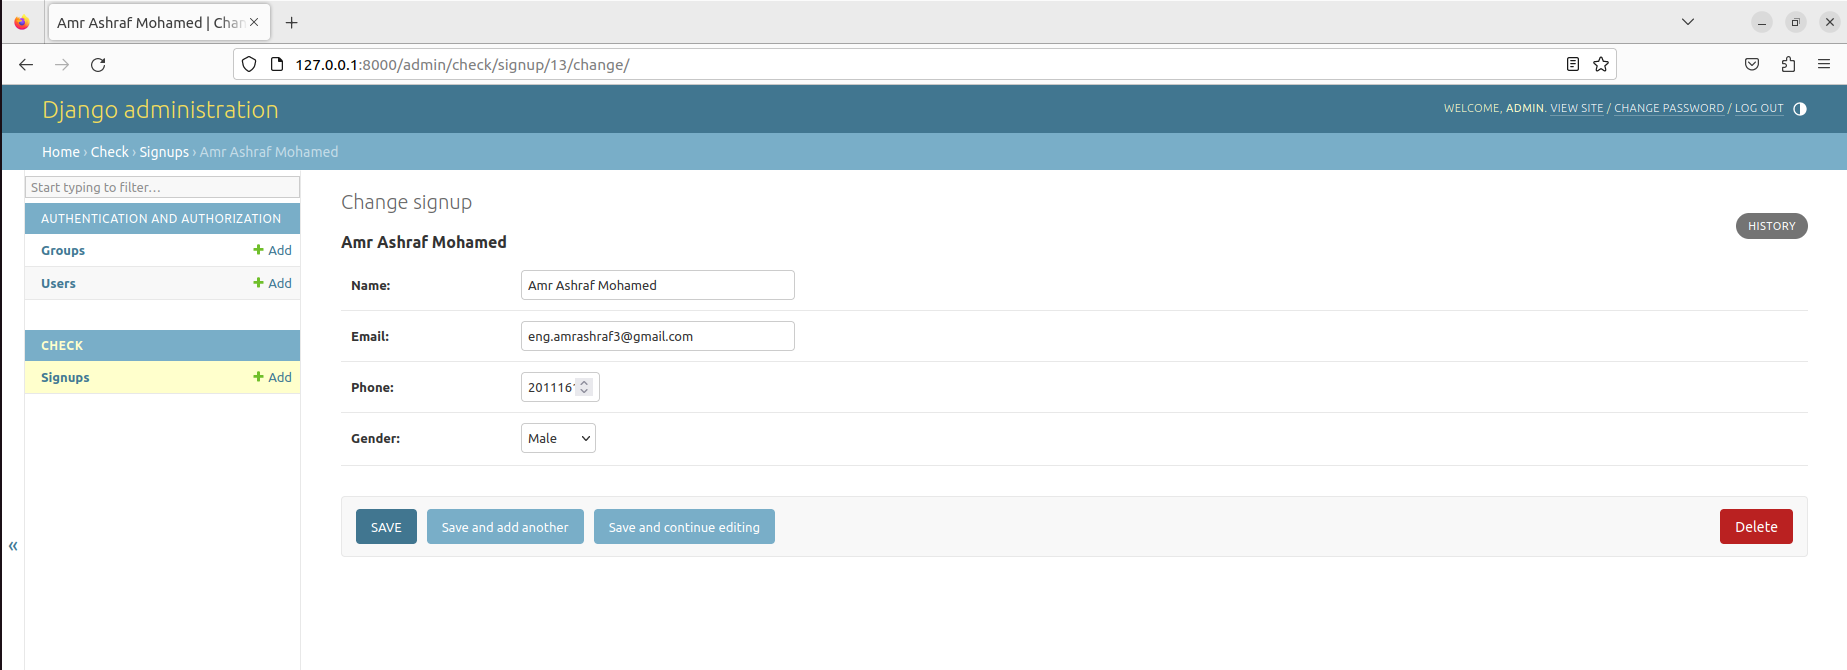 Amr Ashraf Mohamed | Chan
127.0.0.1:8000/admin/check/signup/13/change/
Django administration
WELCOME, ADMIN. VIEW SITE / CHANGE PASSWORD / LOG OUT
Home › Check › Signups › Amr Ashraf Mohamed
Start typing to filter…
AUTHENTICATION AND AUTHORIZATION
Groups + Add
Users + Add
CHECK
Signups + Add
«
Change signup
HISTORY
Amr Ashraf Mohamed
Name: Amr Ashraf Mohamed
Email: eng.amrashraf3@gmail.com
Phone: 201116
Gender: Male
SAVE Save and add another Save and continue editing Delete